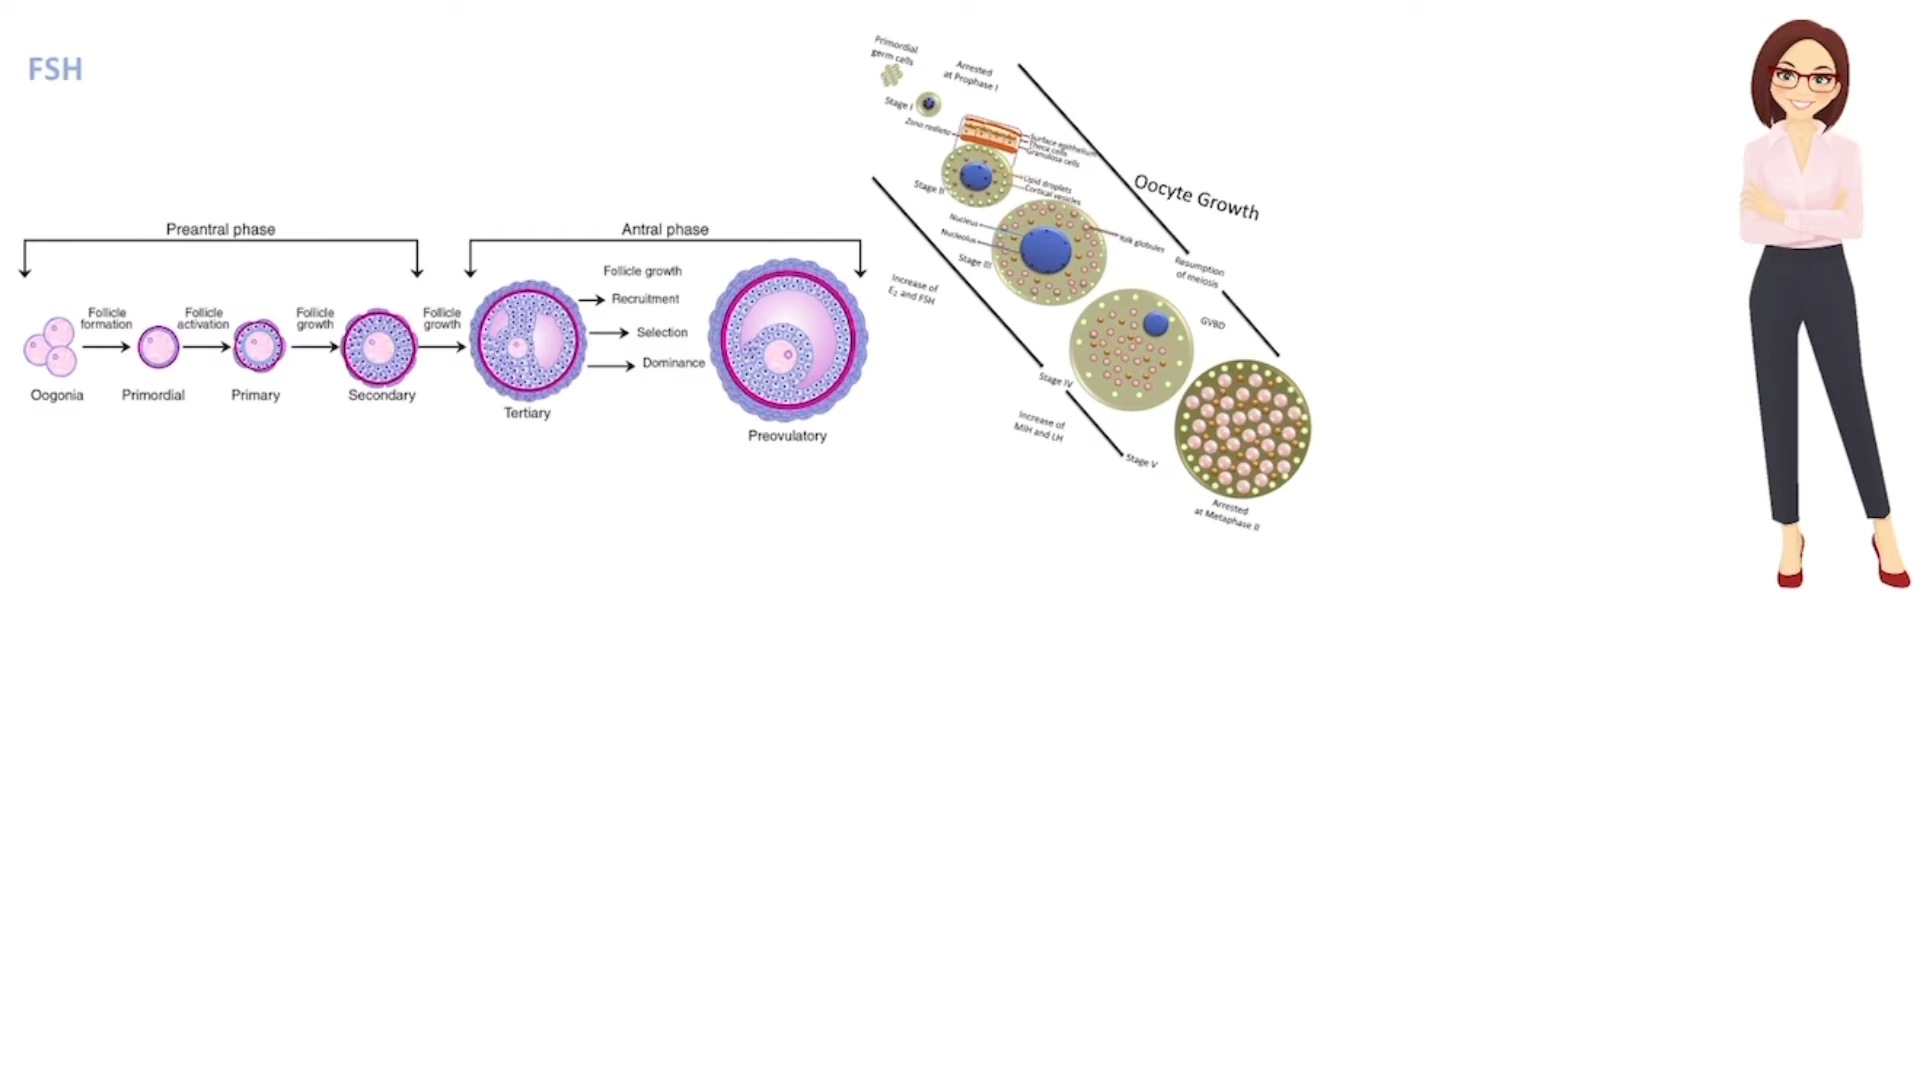 FSH
Preantral phase
Antral phase
Follicle
formation
Follicle
activation
Follicle
growth
Follicle
growth
Follicle growth
Recruitment
Selection
Dominance
Oogonia
Primordial
Primary
Secondary
Tertiary
Preovulatory
Primordial
germ cells
Arrested
at Prophase I
Stage I
Zona radiata
Surface epithelium
Theca cells
Granulosa cells
Stage II
Lipid droplets
Cortical vesicles
Oocyte Growth
Nucleus
Nucleolus
Yolk globules
Stage III
Resumption
of meiosis
Increase of
E₂ and FSH
GVBD
Stage IV
Increase of
MIH and LH
Stage V
Arrested
at Metaphase II